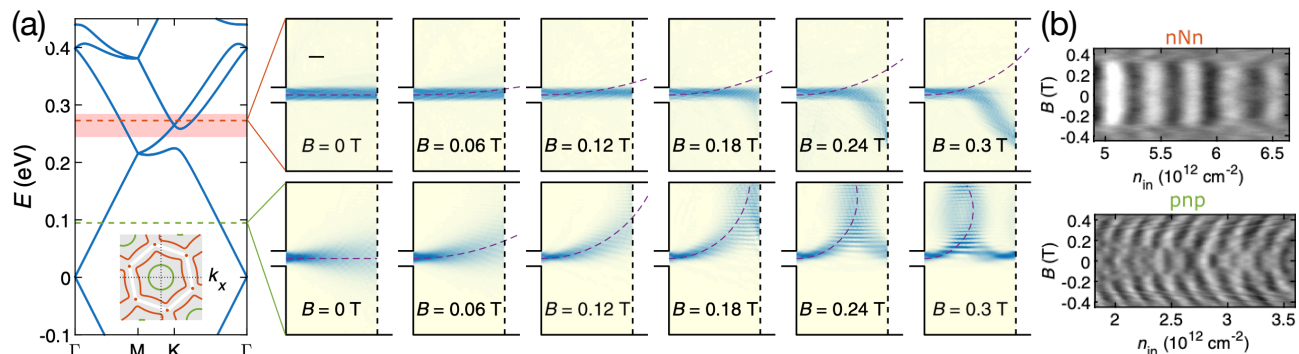 (a)
E (eV)
0.4
0.3
0.2
0.1
0
-0.1
Γ M K Γ
k_x
B = 0 T
B = 0.06 T
B = 0.12 T
B = 0.18 T
B = 0.24 T
B = 0.3 T
B = 0 T
B = 0.06 T
B = 0.12 T
B = 0.18 T
B = 0.24 T
B = 0.3 T
(b)
nNn
B (T)
0.4
0.2
0
-0.2
-0.4
5 5.5 6 6.5
n_in (10^12 cm^-2)
pnp
B (T)
0.4
0.2
0
-0.2
-0.4
2 2.5 3 3.5
n_in (10^12 cm^-2)